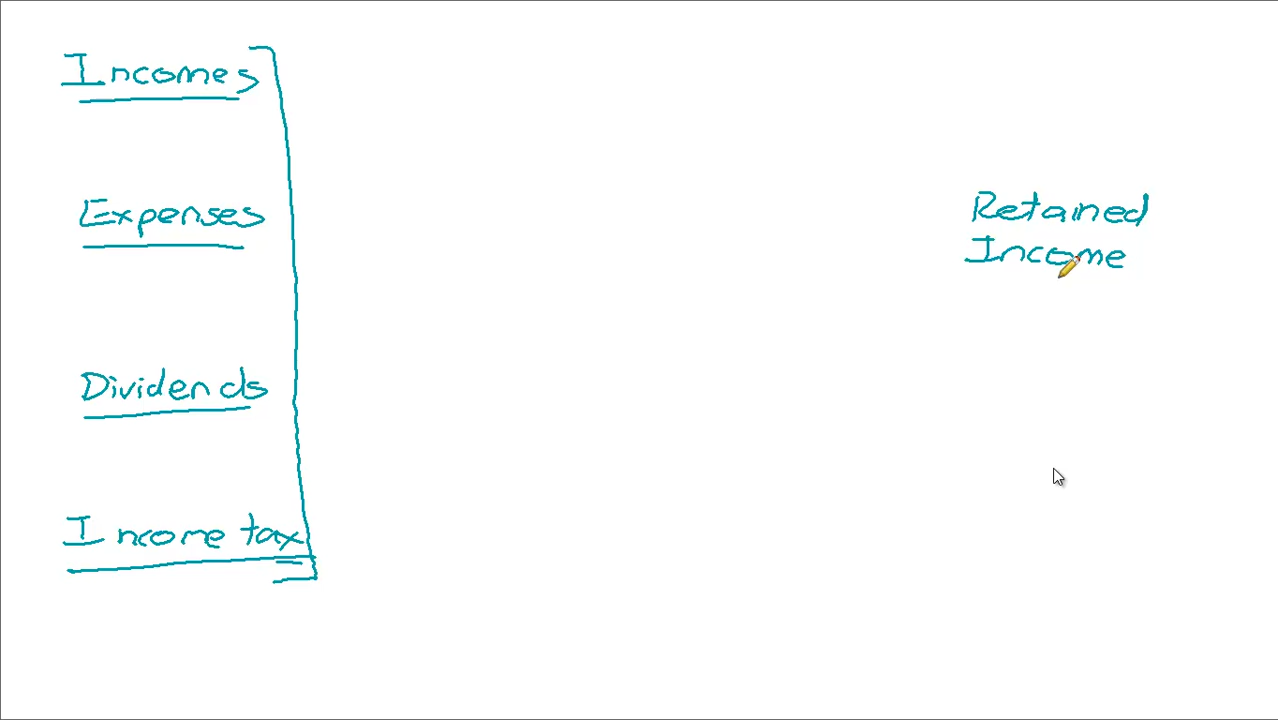 Incomes
Expenses
Dividends
Income tax
Retained
Income